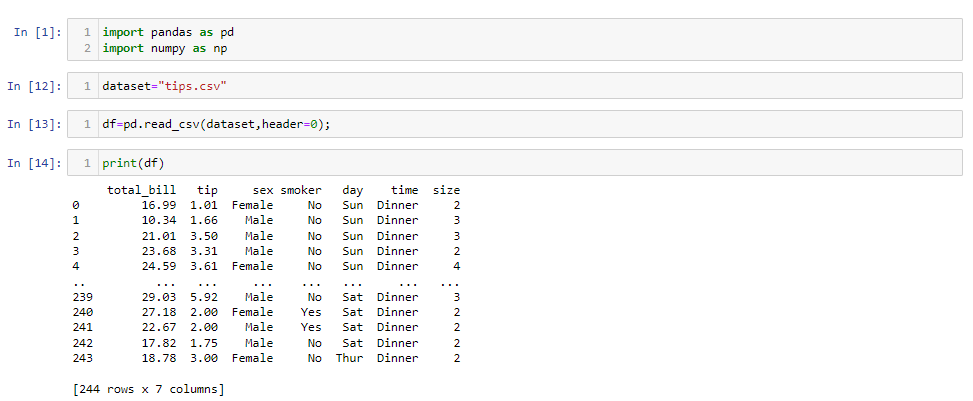 In [1]: 1 import pandas as pd
2 import numpy as np
In [12]: 1 dataset="tips.csv"
In [13]: 1 df=pd.read_csv(dataset,header=0);
In [14]: 1 print(df)
total_bill tip sex smoker day time size
0 16.99 1.01 Female No Sun Dinner 2
1 10.34 1.66 Male No Sun Dinner 3
2 21.01 3.50 Male No Sun Dinner 3
3 23.68 3.31 Male No Sun Dinner 2
4 24.59 3.61 Female No Sun Dinner 4
.. ... ... ... ... ... ... ...
239 29.03 5.92 Male No Sat Dinner 3
240 27.18 2.00 Female Yes Sat Dinner 2
241 22.67 2.00 Male Yes Sat Dinner 2
242 17.82 1.75 Male No Sat Dinner 2
243 18.78 3.00 Female No Thur Dinner 2
[244 rows x 7 columns]